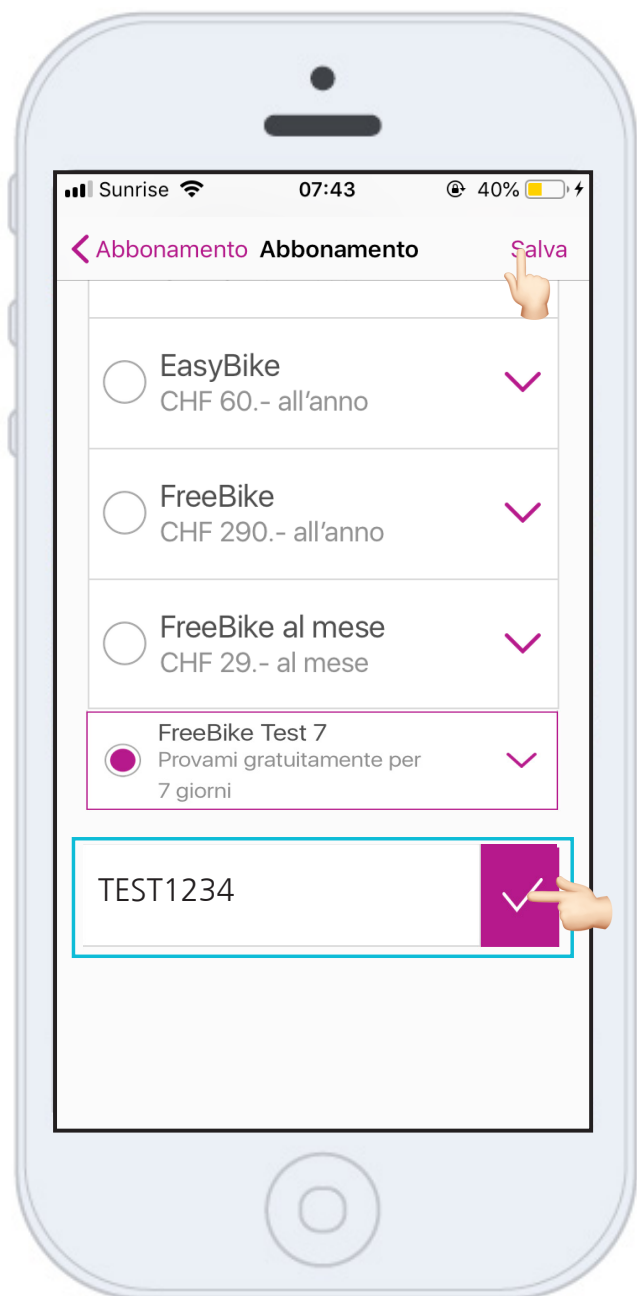 Sunrise 07:43 40%
Abbonamento Abbonamento Salva
EasyBike
CHF 60.- all'anno
FreeBike
CHF 290.- all'anno
FreeBike al mese
CHF 29.- al mese
FreeBike Test 7
Provami gratuitamente per
7 giorni
TEST1234